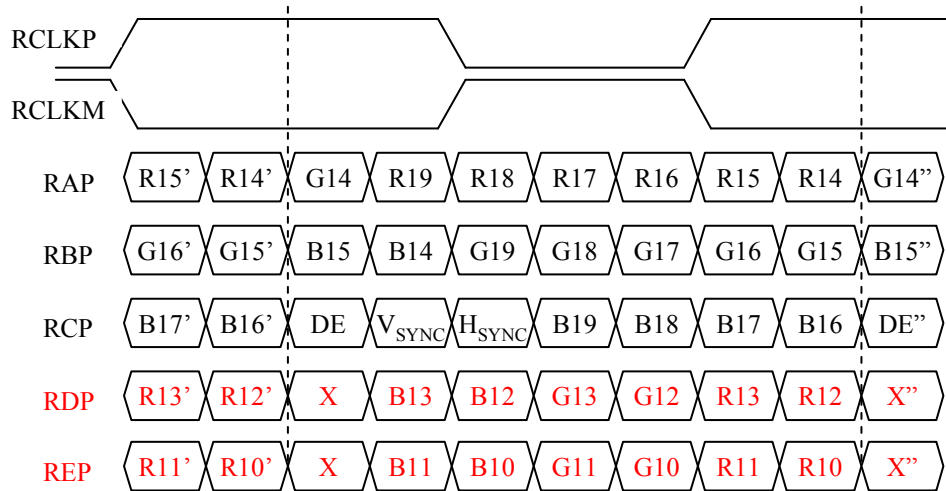 RCLKP
RCLKM
RAP R15’ R14’ G14 R19 R18 R17 R16 R15 R14 G14”
RBP G16’ G15’ B15 B14 G19 G18 G17 G16 G15 B15”
RCP B17’ B16’ DE VSYNC HSYNC B19 B18 B17 B16 DE”
RDP R13’ R12’ X B13 B12 G13 G12 R13 R12 X”
REP R11’ R10’ X B11 B10 G11 G10 R11 R10 X”